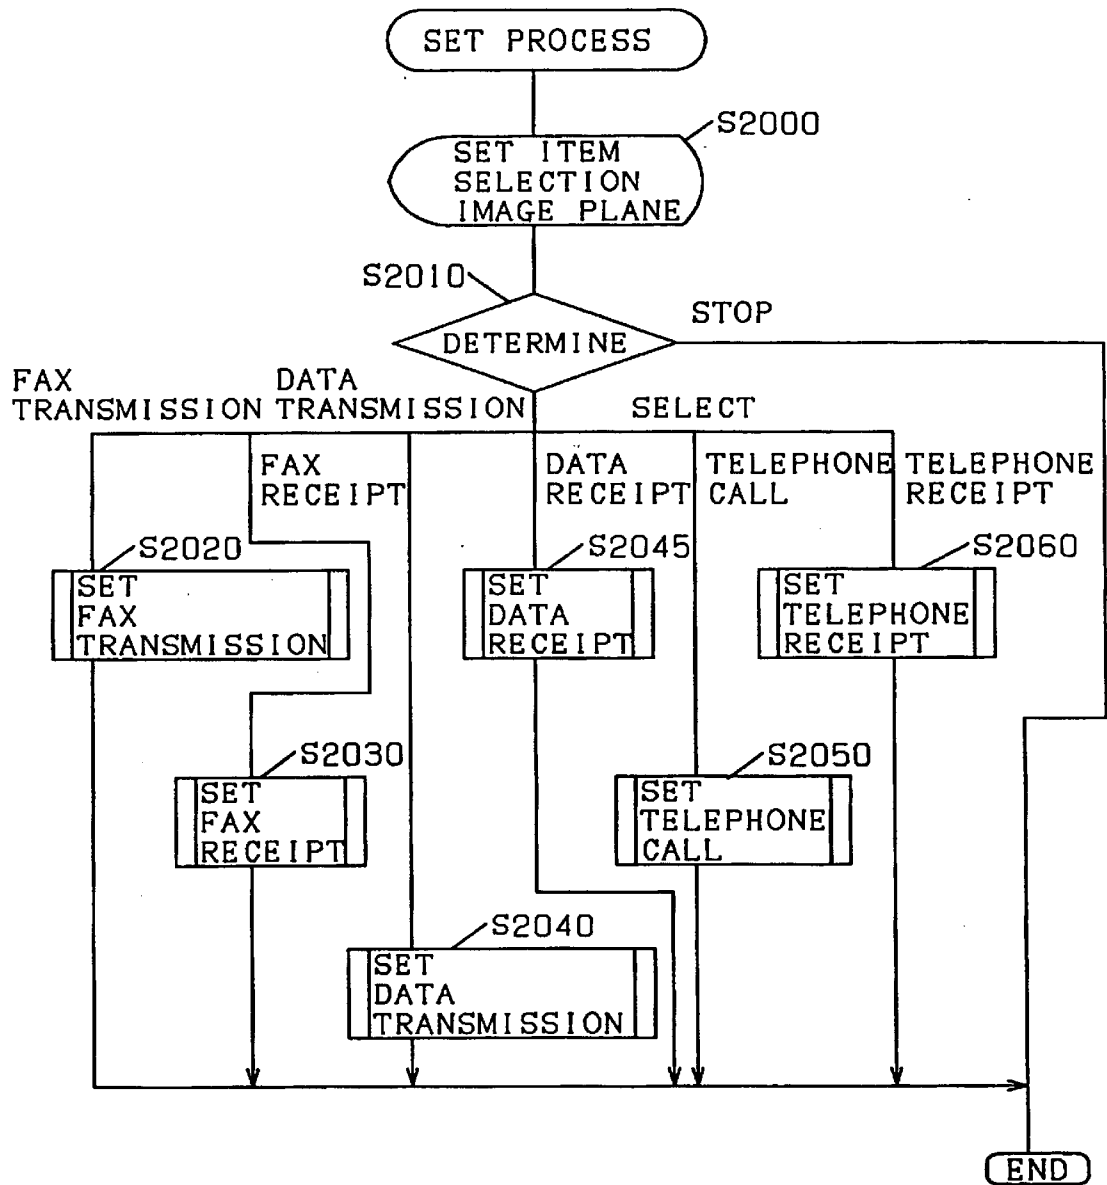 SET PROCESS
S2000
SET ITEM
SELECTION
IMAGE PLANE
S2010
DETERMINE
STOP
FAX
TRANSMISSION
DATA
TRANSMISSION
SELECT
FAX
RECEIPT
DATA
RECEIPT
TELEPHONE
CALL
TELEPHONE
RECEIPT
S2020
SET
FAX
TRANSMISSION
S2045
SET
DATA
RECEIPT
S2060
SET
TELEPHONE
RECEIPT
S2030
SET
FAX
RECEIPT
S2050
SET
TELEPHONE
CALL
S2040
SET
DATA
TRANSMISSION
END